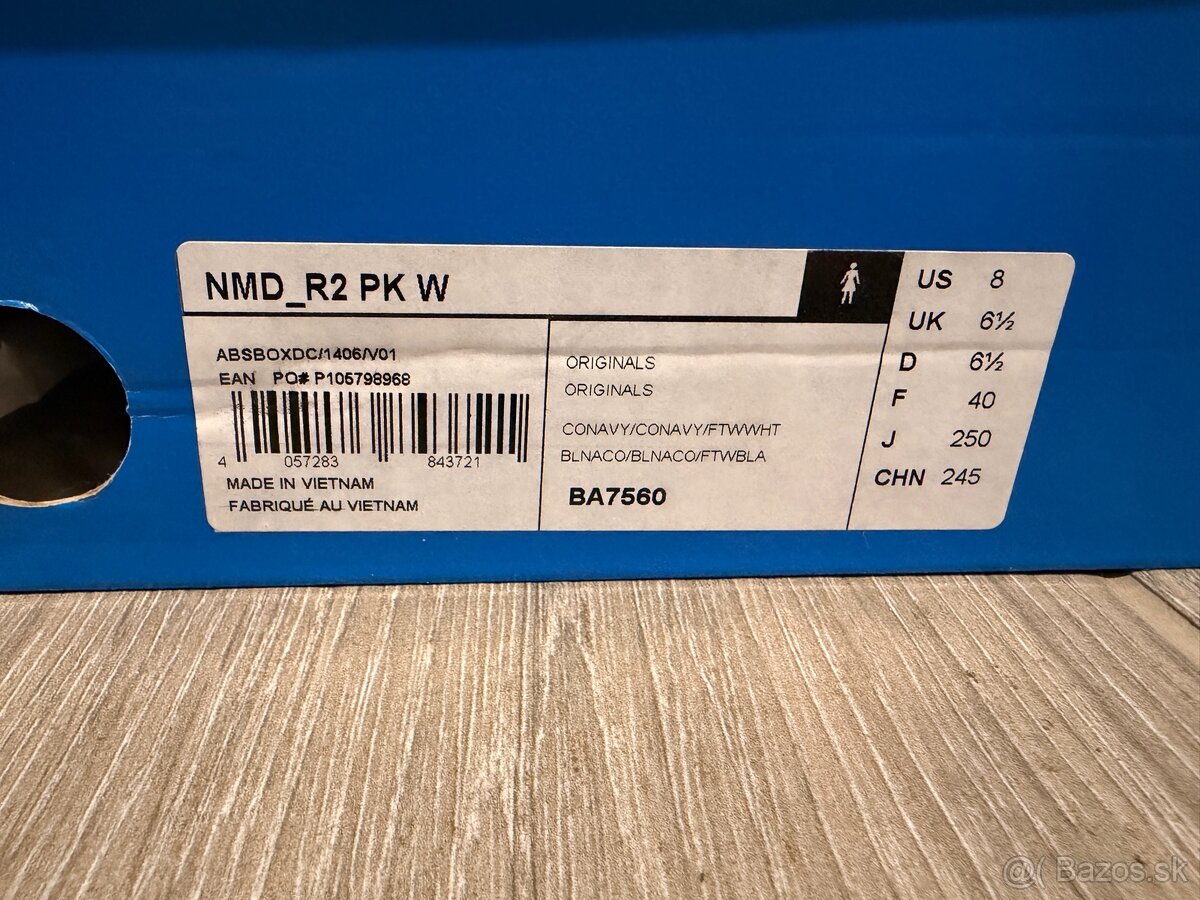 NMD_R2 PK W
ABSBOXDC/1406/V01
EAN PO# P105798968
4 057283 843721
MADE IN VIETNAM
FABRIQUÉ AU VIETNAM
ORIGINALS
ORIGINALS
CONAVY/CONAVY/FTWWHT
BLNACO/BLNACO/FTWBLA
BA7560
US 8
UK 6½
D 6½
F 40
J 250
CHN 245
@( Bazos.sk